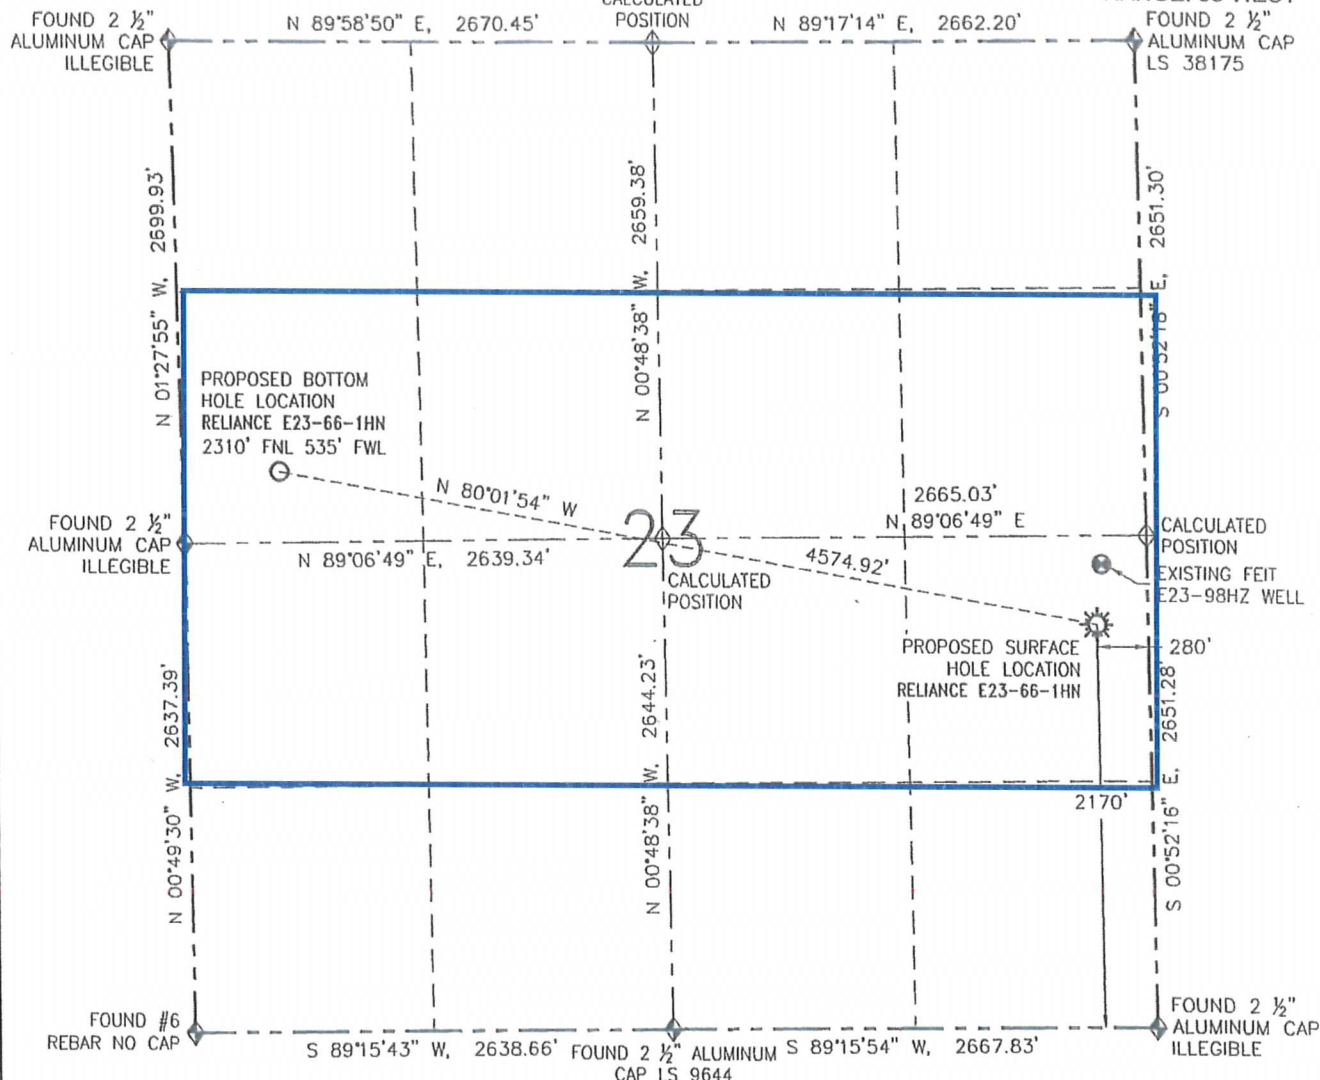 CALCULATED
POSITION
N 89°58'50" E, 2670.45'
N 89°17'14" E, 2662.20'
FOUND 2 ½"
ALUMINUM CAP
ILLEGIBLE
FOUND 2 ½"
ALUMINUM CAP
LS 38175
N 01°27'55" W, 2699.93'
N 00°48'38" W, 2659.38'
E, 2651.30'
PROPOSED BOTTOM
HOLE LOCATION
RELIANCE E23-66-1HN
2310' FNL 535' FWL
N 80°01'54" W
4574.92'
2665.03'
N 89°06'49" E
23
FOUND 2 ½"
ALUMINUM CAP
ILLEGIBLE
N 89°06'49" E, 2639.34'
CALCULATED
POSITION
CALCULATED
POSITION
EXISTING FEIT
E23-98HZ WELL
PROPOSED SURFACE
HOLE LOCATION
RELIANCE E23-66-1HN
280'
2170'
N 00°49'30" W, 2637.39'
N 00°48'38" W, 2644.23'
S 00°52'16" E, 2651.28'
FOUND #6
REBAR NO CAP
S 89°15'43" W, 2638.66'
FOUND 2 ½" ALUMINUM
CAP LS 9644
S 89°15'54" W, 2667.83'
FOUND 2 ½"
ALUMINUM CAP
ILLEGIBLE